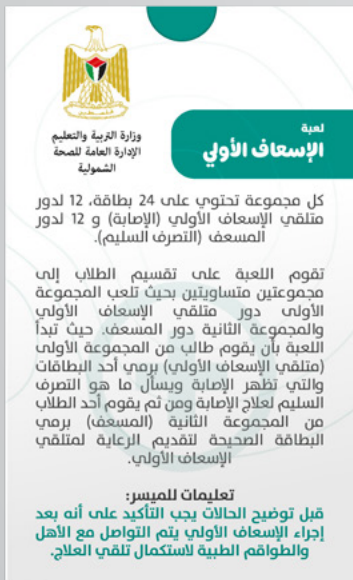 وزارة التربية والتعليم
الإدارة العامة للصحة
الشمولية
لعبة
الإسعاف الأولي
كل مجموعة تحتوي على 24 بطاقة، 12 لدور
متلقي الإسعاف الأولي (الإصابة) و 12 لدور
المسعف (التصرف السليم).
تقوم اللعبة على تقسيم الطلاب إلى
مجموعتين متساويتين بحيث تلعب المجموعة
الأولى دور متلقي الإسعاف الأولي
والمجموعة الثانية دور المسعف. حيث تبدأ
اللعبة بأن يقوم طالب من المجموعة الأولى
(متلقي الإسعاف الأولي) برمي أحد البطاقات
والتي تظهر الإصابة ويسأل ما هو التصرف
السليم لعلاج الإصابة ومن ثم يقوم أحد الطلاب
من المجموعة الثانية (المسعف) برمي
البطاقة الصحيحة لتقديم الرعاية لمتلقي
الإسعاف الأولي.
تعليمات للميسر:
قبل توضيح الحالات يجب التأكيد على أنه بعد
إجراء الإسعاف الأولي يتم التواصل مع الأهل
والطواقم الطبية لاستكمال تلقي العلاج.